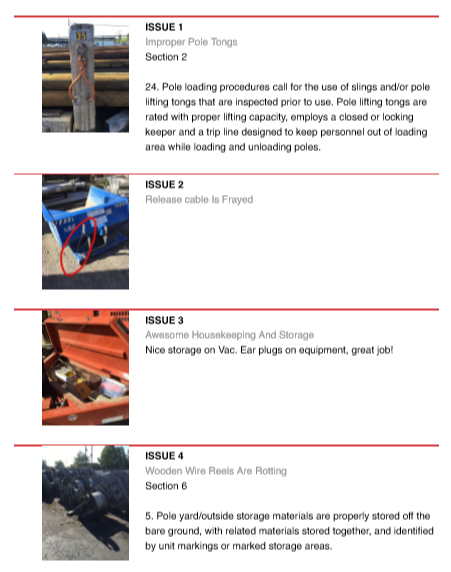 ISSUE 1
Improper Pole Tongs
Section 2
24. Pole loading procedures call for the use of slings and/or pole
lifting tongs that are inspected prior to use. Pole lifting tongs are
rated with proper lifting capacity, employs a closed or locking
keeper and a trip line designed to keep personnel out of loading
area while loading and unloading poles.
ISSUE 2
Release cable Is Frayed
ISSUE 3
Awesome Housekeeping And Storage
Nice storage on Vac. Ear plugs on equipment, great job!
ISSUE 4
Wooden Wire Reels Are Rotting
Section 6
5. Pole yard/outside storage materials are properly stored off the
bare ground, with related materials stored together, and identified
by unit markings or marked storage areas.